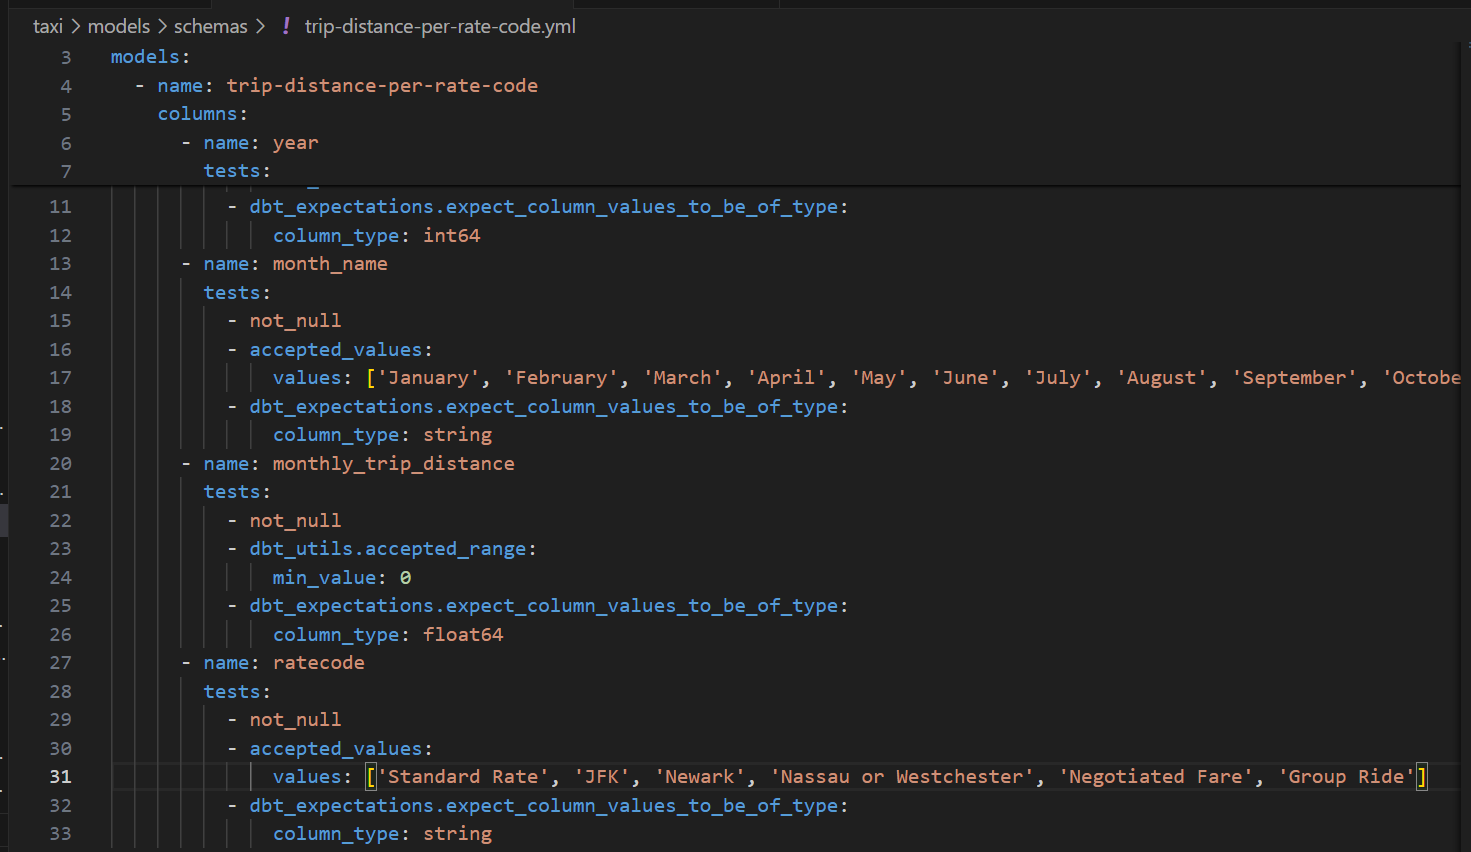 taxi > models > schemas > ! trip-distance-per-rate-code.yml
3 models:
4 - name: trip-distance-per-rate-code
5 columns:
6 - name: year
7 tests:
11 - dbt_expectations.expect_column_values_to_be_of_type:
12 column_type: int64
13 - name: month_name
14 tests:
15 - not_null
16 - accepted_values:
17 values: ['January', 'February', 'March', 'April', 'May', 'June', 'July', 'August', 'September', 'Octobe
18 - dbt_expectations.expect_column_values_to_be_of_type:
19 column_type: string
20 - name: monthly_trip_distance
21 tests:
22 - not_null
23 - dbt_utils.accepted_range:
24 min_value: 0
25 - dbt_expectations.expect_column_values_to_be_of_type:
26 column_type: float64
27 - name: ratecode
28 tests:
29 - not_null
30 - accepted_values:
31 values: ['Standard Rate', 'JFK', 'Newark', 'Nassau or Westchester', 'Negotiated Fare', 'Group Ride']
32 - dbt_expectations.expect_column_values_to_be_of_type:
33 column_type: string